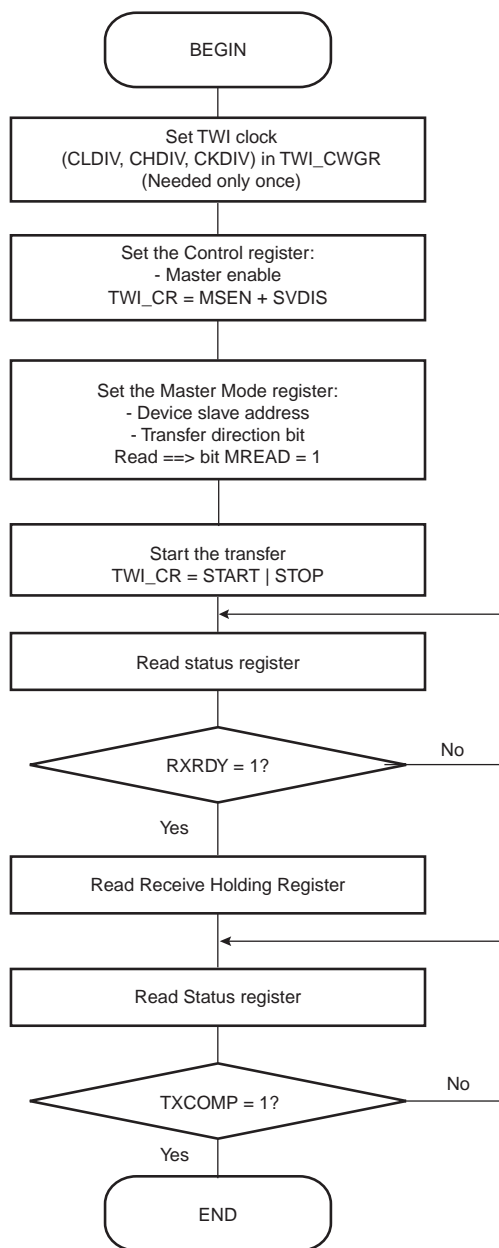 BEGIN
Set TWI clock
(CLDIV, CHDIV, CKDIV) in TWI_CWGR
(Needed only once)
Set the Control register:
- Master enable
TWI_CR = MSEN + SVDIS
Set the Master Mode register:
- Device slave address
- Transfer direction bit
Read ==> bit MREAD = 1
Start the transfer
TWI_CR = START | STOP
Read status register
RXRDY = 1?
No
Yes
Read Receive Holding Register
Read Status register
TXCOMP = 1?
No
Yes
END